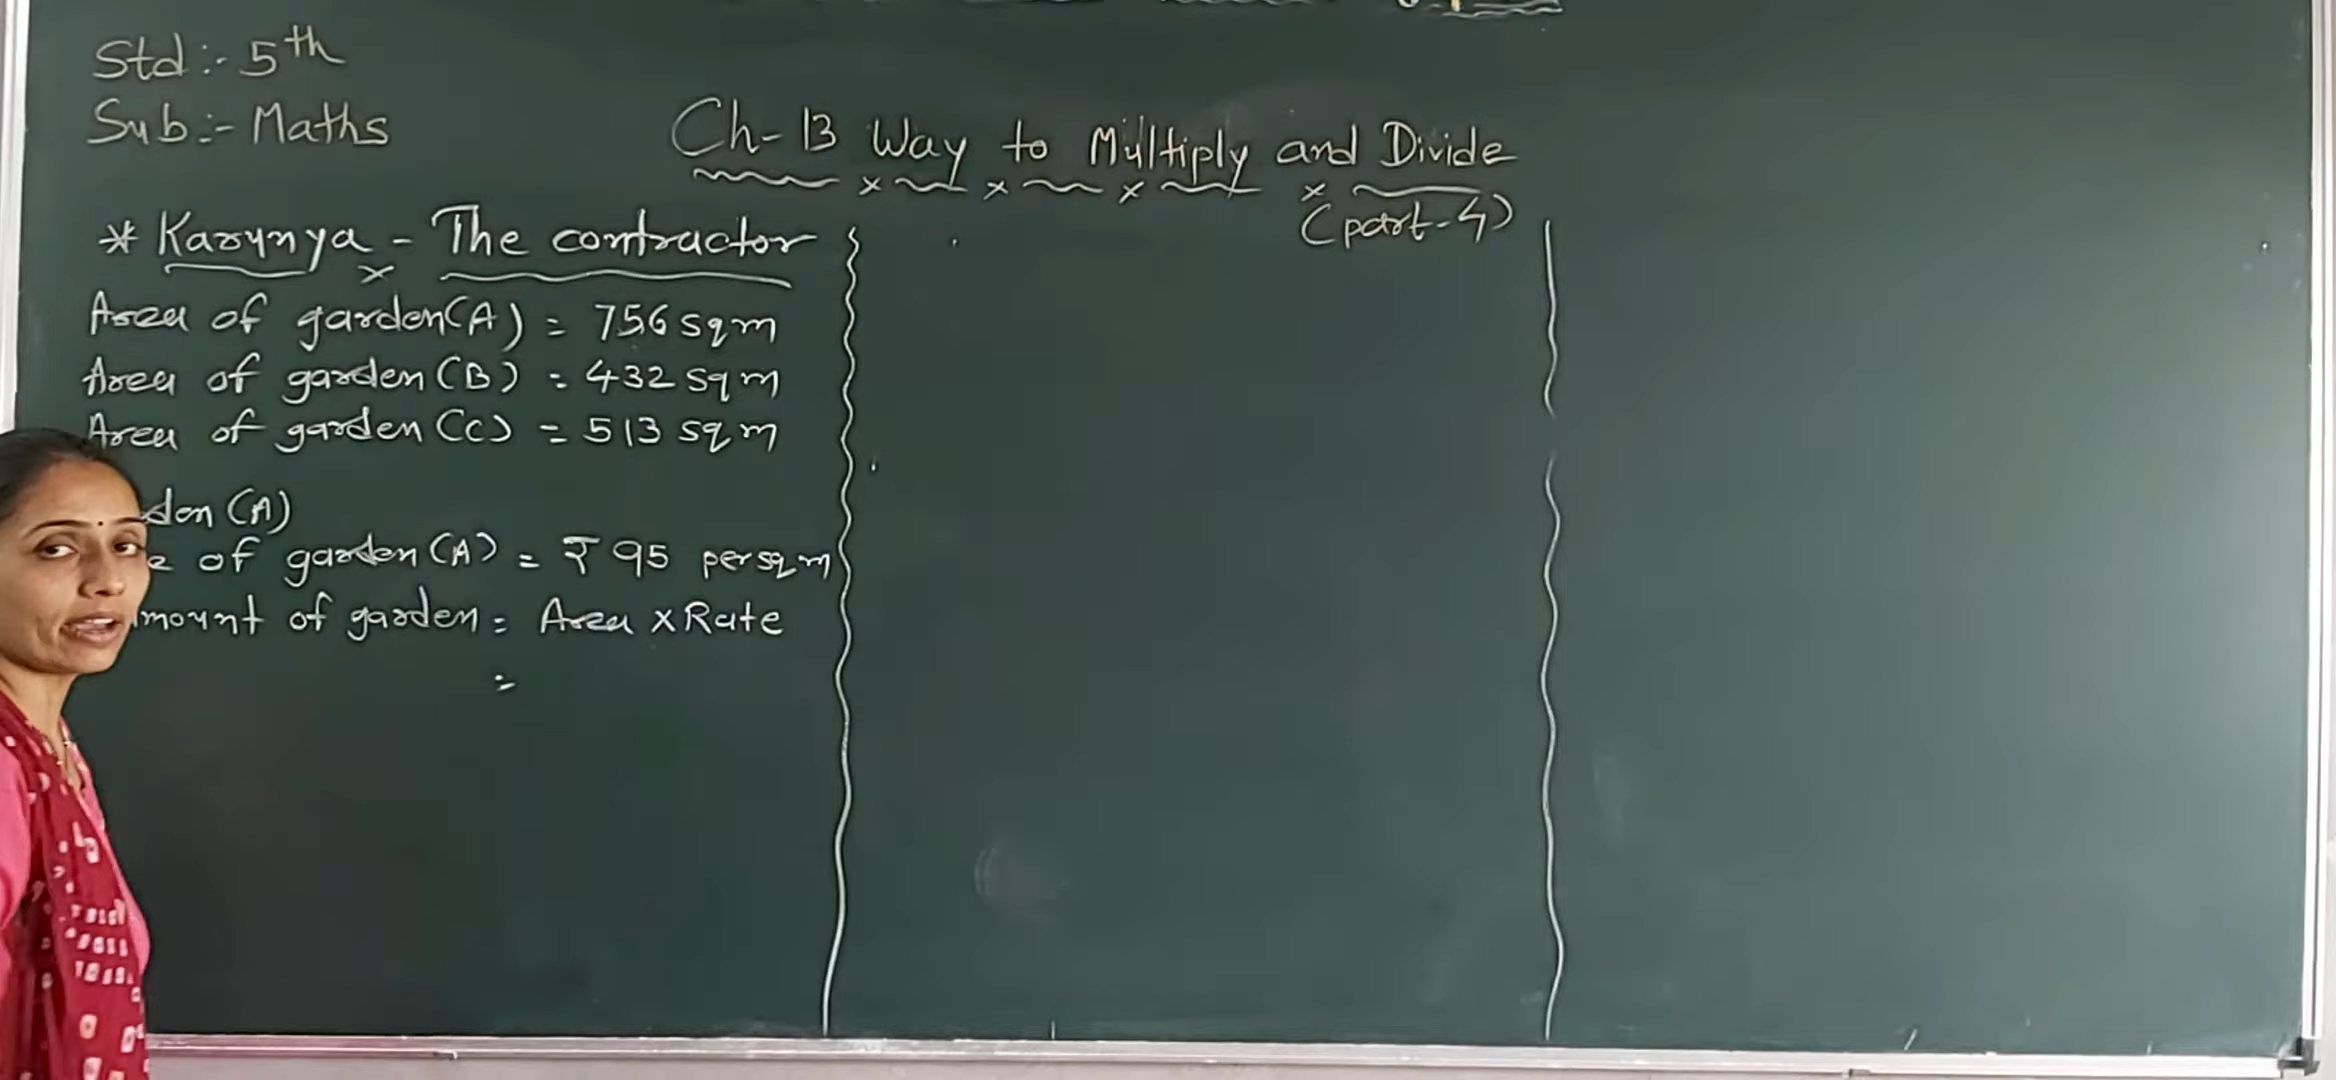 Std :- 5th
Sub :- Maths
Ch-13 Way to Multiply and Divide
(part-4)
* Karunya - The contractor
Area of garden(A) = 756 sq m
Area of garden (B) = 432 sq m
Area of garden (C) = 513 sq m
den (A)
of garden (A) = ₹ 95 per sq m
mount of garden = Area x Rate
=